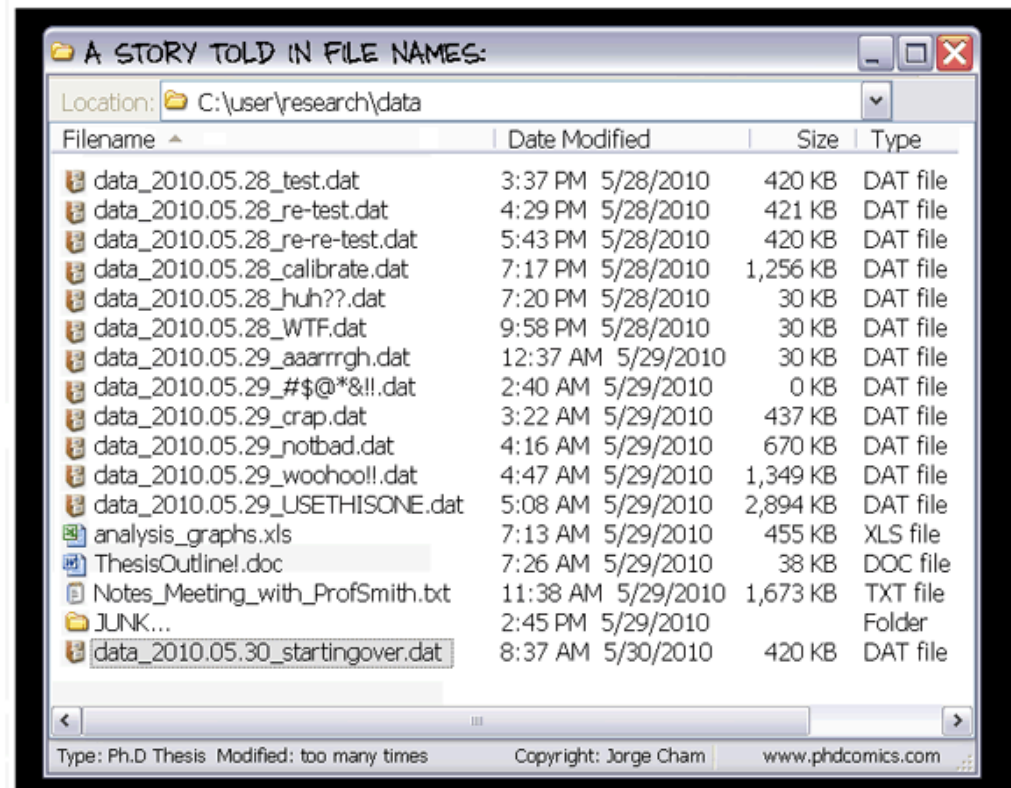 A STORY TOLD IN FILE NAMES:
Location: C:\user\research\data
Filename Date Modified Size Type
data_2010.05.28_test.dat 3:37 PM 5/28/2010 420 KB DAT file
data_2010.05.28_re-test.dat 4:29 PM 5/28/2010 421 KB DAT file
data_2010.05.28_re-re-test.dat 5:43 PM 5/28/2010 420 KB DAT file
data_2010.05.28_calibrate.dat 7:17 PM 5/28/2010 1,256 KB DAT file
data_2010.05.28_huh??.dat 7:20 PM 5/28/2010 30 KB DAT file
data_2010.05.28_WTF.dat 9:58 PM 5/28/2010 30 KB DAT file
data_2010.05.29_aaarrrgh.dat 12:37 AM 5/29/2010 30 KB DAT file
data_2010.05.29_#$@*&!!.dat 2:40 AM 5/29/2010 0 KB DAT file
data_2010.05.29_crap.dat 3:22 AM 5/29/2010 437 KB DAT file
data_2010.05.29_notbad.dat 4:16 AM 5/29/2010 670 KB DAT file
data_2010.05.29_woohoo!!.dat 4:47 AM 5/29/2010 1,349 KB DAT file
data_2010.05.29_USETHISONE.dat 5:08 AM 5/29/2010 2,894 KB DAT file
analysis_graphs.xls 7:13 AM 5/29/2010 455 KB XLS file
ThesisOutline!.doc 7:26 AM 5/29/2010 38 KB DOC file
Notes_Meeting_with_ProfSmith.txt 11:38 AM 5/29/2010 1,673 KB TXT file
JUNK... 2:45 PM 5/29/2010 Folder
data_2010.05.30_startingover.dat 8:37 AM 5/30/2010 420 KB DAT file
Type: Ph.D Thesis Modified: too many times Copyright: Jorge Cham www.phdcomics.com